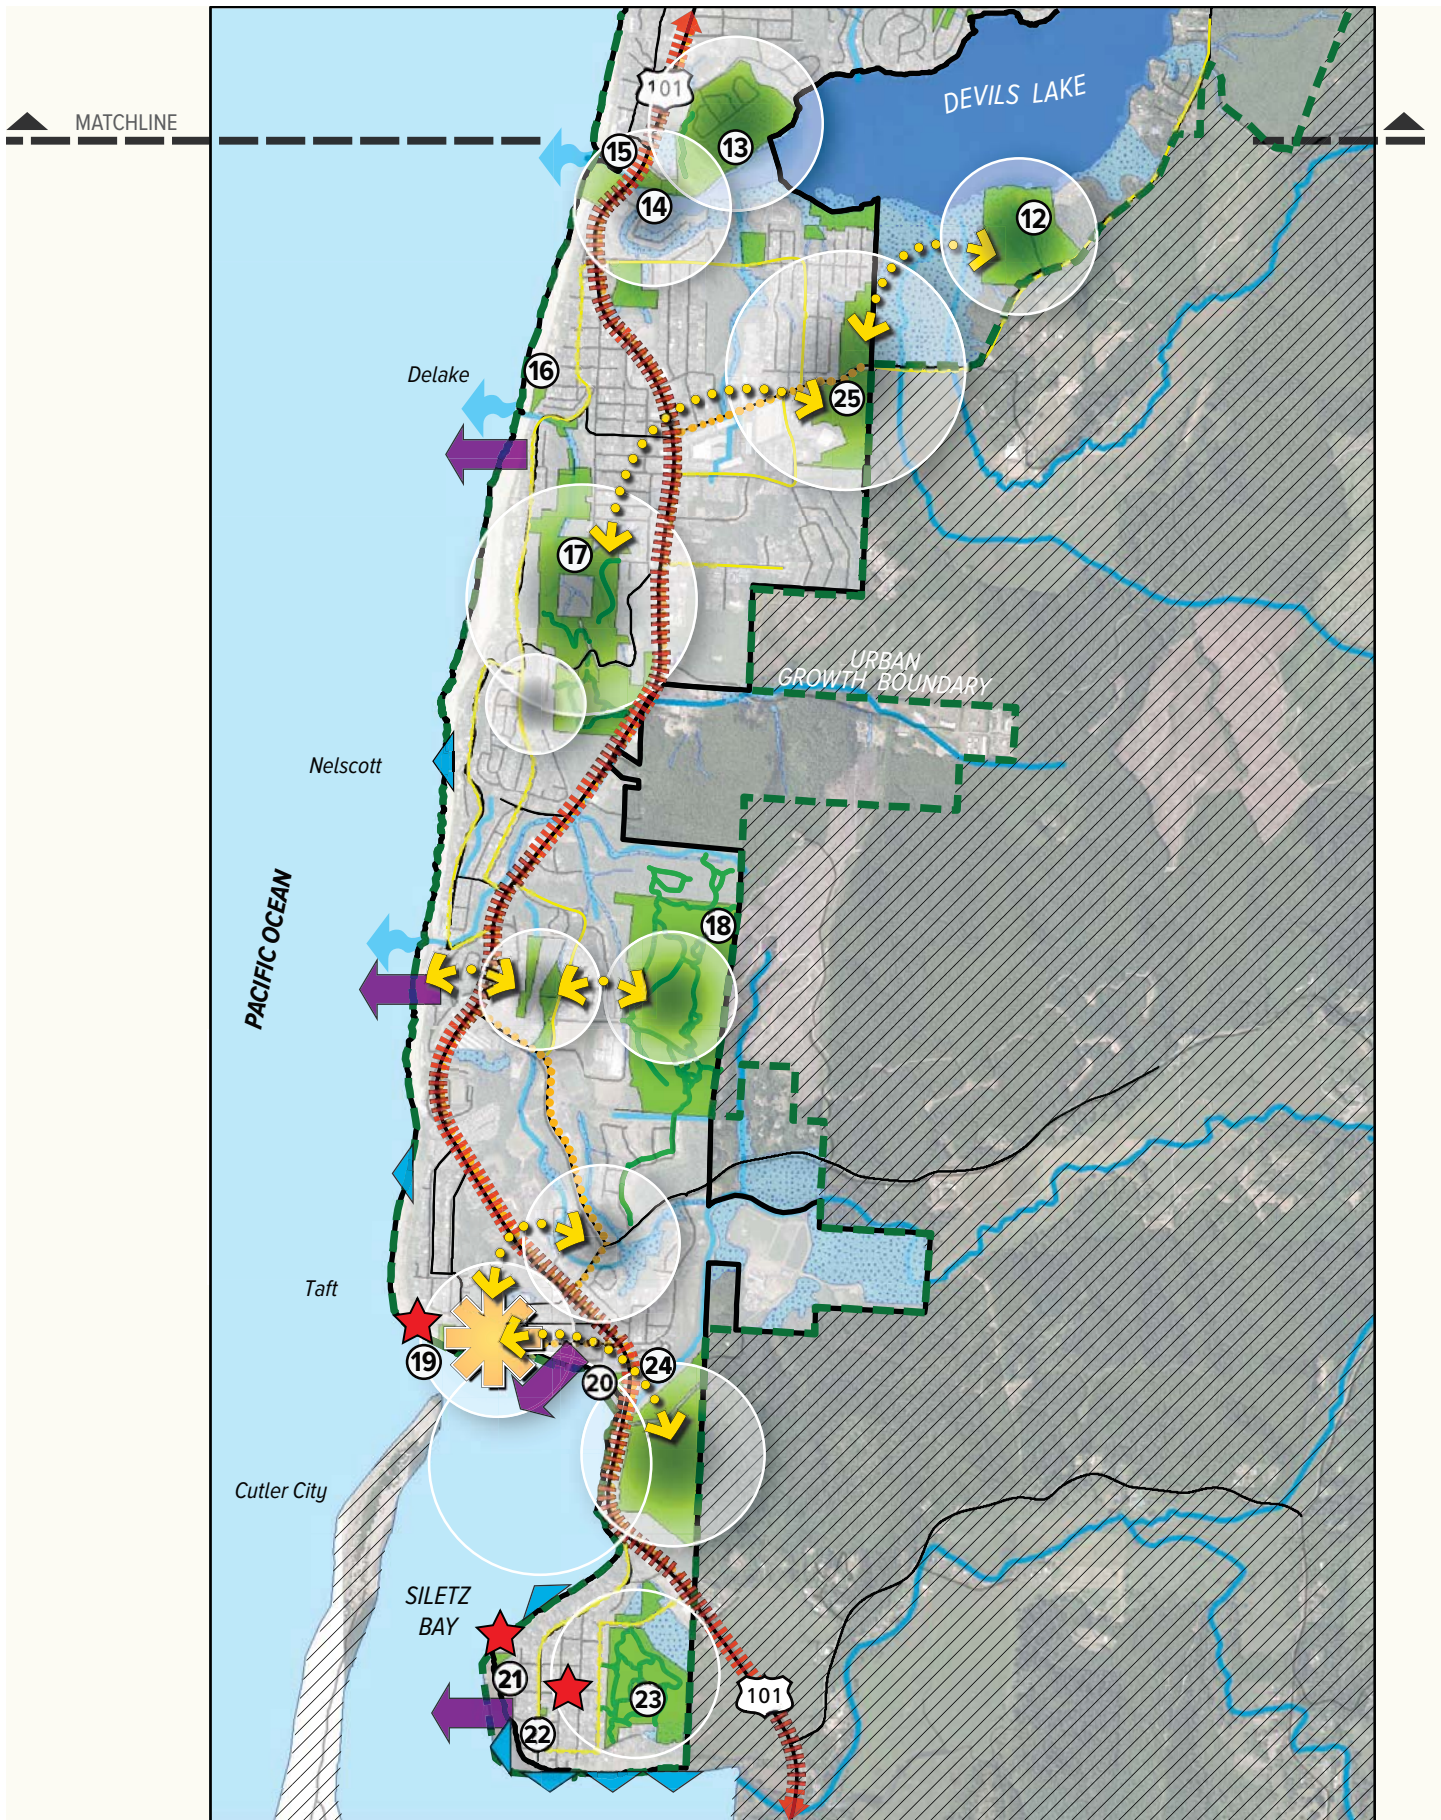 101
DEVILS LAKE
MATCHLINE
15
13
14
12
16
Delake
25
17
URBAN
GROWTH BOUNDARY
Nelscott
18
PACIFIC OCEAN
Taft
19
24
20
Cutler City
SILETZ
BAY
21
23
101
22